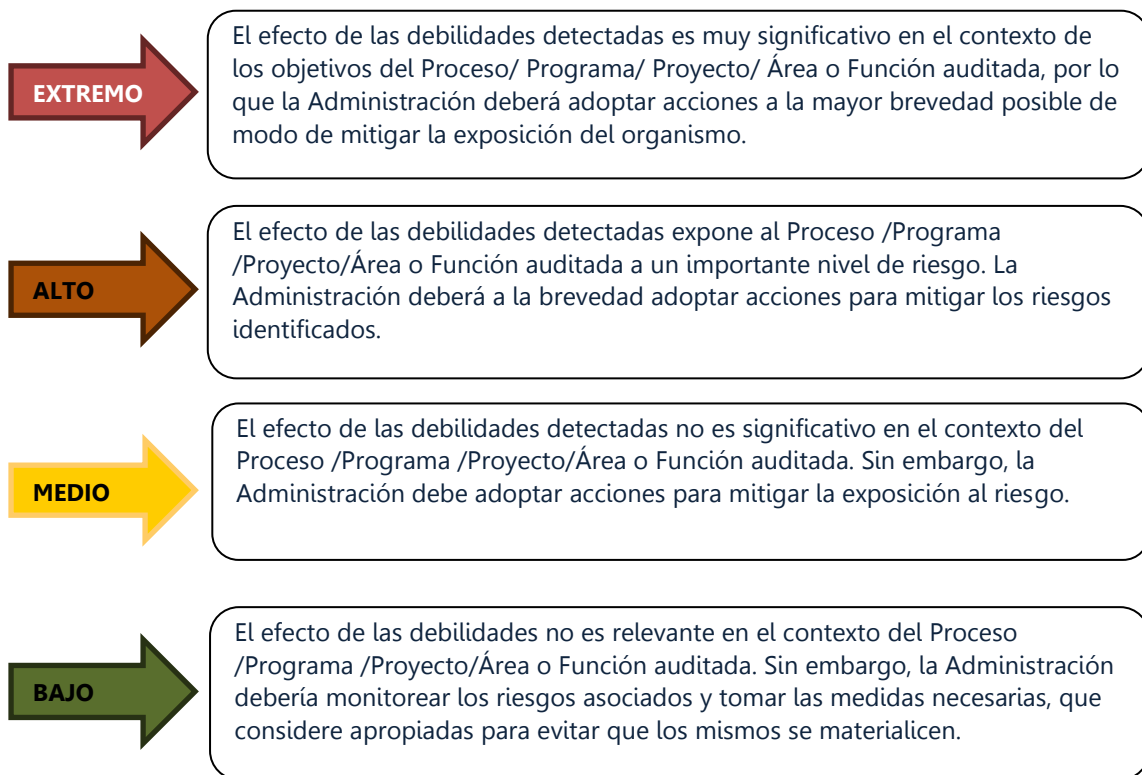 EXTREMO
El efecto de las debilidades detectadas es muy significativo en el contexto de
los objetivos del Proceso/ Programa/ Proyecto/ Área o Función auditada, por lo
que la Administración deberá adoptar acciones a la mayor brevedad posible de
modo de mitigar la exposición del organismo.
ALTO
El efecto de las debilidades detectadas expone al Proceso /Programa
/Proyecto/Área o Función auditada a un importante nivel de riesgo. La
Administración deberá a la brevedad adoptar acciones para mitigar los riesgos
identificados.
MEDIO
El efecto de las debilidades detectadas no es significativo en el contexto del
Proceso /Programa /Proyecto/Área o Función auditada. Sin embargo, la
Administración debe adoptar acciones para mitigar la exposición al riesgo.
BAJO
El efecto de las debilidades no es relevante en el contexto del Proceso
/Programa /Proyecto/Área o Función auditada. Sin embargo, la Administración
debería monitorear los riesgos asociados y tomar las medidas necesarias, que
considere apropiadas para evitar que los mismos se materialicen.